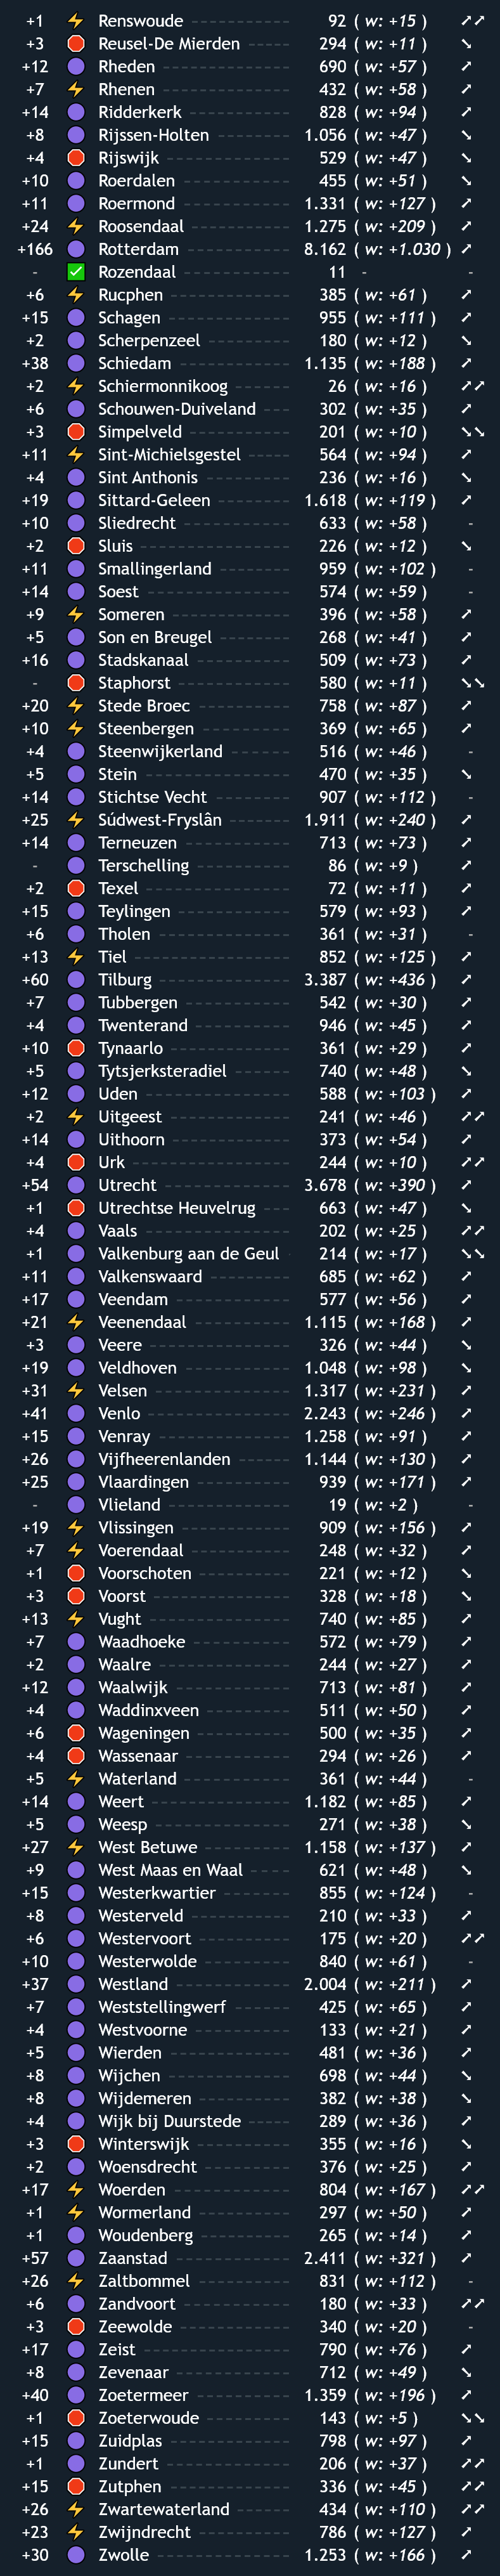 +1 ⚡ Renswoude 92 ( w: +15 ) ↗↗
+3 🛑 Reusel-De Mierden 294 ( w: +11 ) ↘
+12 🟣 Rheden 690 ( w: +57 ) ↗
+7 ⚡ Rhenen 432 ( w: +58 ) ↗
+14 🟣 Ridderkerk 828 ( w: +94 ) ↗
+8 🟣 Rijssen-Holten 1.056 ( w: +47 ) ↘
+4 🛑 Rijswijk 529 ( w: +47 ) ↘
+10 🟣 Roerdalen 455 ( w: +51 ) ↘
+11 🟣 Roermond 1.331 ( w: +127 ) ↗
+24 ⚡ Roosendaal 1.275 ( w: +209 ) ↗
+166 🟣 Rotterdam 8.162 ( w: +1.030 ) ↗
- ✅ Rozendaal 11 - -
+6 ⚡ Rucphen 385 ( w: +61 ) ↗
+15 🟣 Schagen 955 ( w: +111 ) ↗
+2 🟣 Scherpenzeel 180 ( w: +12 ) ↘
+38 🟣 Schiedam 1.135 ( w: +188 ) ↗
+2 ⚡ Schiermonnikoog 26 ( w: +16 ) ↗↗
+6 🟣 Schouwen-Duiveland 302 ( w: +35 ) ↗
+3 🛑 Simpelveld 201 ( w: +10 ) ↘↘
+11 ⚡ Sint-Michielsgestel 564 ( w: +94 ) ↗
+4 🟣 Sint Anthonis 236 ( w: +16 ) ↘
+19 🟣 Sittard-Geleen 1.618 ( w: +119 ) ↗
+10 🟣 Sliedrecht 633 ( w: +58 ) -
+2 🛑 Sluis 226 ( w: +12 ) ↘
+11 🟣 Smallingerland 959 ( w: +102 ) -
+14 🟣 Soest 574 ( w: +59 ) -
+9 ⚡ Someren 396 ( w: +58 ) ↗
+5 🟣 Son en Breugel 268 ( w: +41 ) ↗
+16 🟣 Stadskanaal 509 ( w: +73 ) ↗
- 🛑 Staphorst 580 ( w: +11 ) ↘↘
+20 ⚡ Stede Broec 758 ( w: +87 ) ↗
+10 ⚡ Steenbergen 369 ( w: +65 ) ↗
+4 🟣 Steenwijkerland 516 ( w: +46 ) -
+5 🟣 Stein 470 ( w: +35 ) ↘
+14 🟣 Stichtse Vecht 907 ( w: +112 ) -
+25 ⚡ Súdwest-Fryslân 1.911 ( w: +240 ) ↗
+14 🟣 Terneuzen 713 ( w: +73 ) ↗
- 🟣 Terschelling 86 ( w: +9 ) ↗
+2 🛑 Texel 72 ( w: +11 ) ↗
+15 🟣 Teylingen 579 ( w: +93 ) ↗
+6 🟣 Tholen 361 ( w: +31 ) -
+13 ⚡ Tiel 852 ( w: +125 ) ↗
+60 🟣 Tilburg 3.387 ( w: +436 ) ↗
+7 🟣 Tubbergen 542 ( w: +30 ) ↗
+4 🟣 Twenterand 946 ( w: +45 ) ↗
+10 🛑 Tynaarlo 361 ( w: +29 ) ↗
+5 🟣 Tytsjerksteradiel 740 ( w: +48 ) ↘
+12 🟣 Uden 588 ( w: +103 ) ↗
+2 ⚡ Uitgeest 241 ( w: +46 ) ↗↗
+14 🟣 Uithoorn 373 ( w: +54 ) ↗
+4 🛑 Urk 244 ( w: +10 ) ↗↗
+54 🟣 Utrecht 3.678 ( w: +390 ) ↗
+1 🛑 Utrechtse Heuvelrug 663 ( w: +47 ) ↘
+4 🟣 Vaals 202 ( w: +25 ) ↗↗
+1 🟣 Valkenburg aan de Geul 214 ( w: +17 ) ↘↘
+11 🟣 Valkenswaard 685 ( w: +62 ) ↗
+17 🟣 Veendam 577 ( w: +56 ) ↗
+21 ⚡ Veenendaal 1.115 ( w: +168 ) ↗
+3 🟣 Veere 326 ( w: +44 ) ↘
+19 🟣 Veldhoven 1.048 ( w: +98 ) ↘
+31 ⚡ Velsen 1.317 ( w: +231 ) ↗
+41 🟣 Venlo 2.243 ( w: +246 ) ↗
+15 🟣 Venray 1.258 ( w: +91 ) ↗
+26 🟣 Vijfheerenlanden 1.144 ( w: +130 ) ↗
+25 🟣 Vlaardingen 939 ( w: +171 ) ↗
- 🟣 Vlieland 19 ( w: +2 ) -
+19 ⚡ Vlissingen 909 ( w: +156 ) ↗
+7 ⚡ Voerendaal 248 ( w: +32 ) ↗
+1 🛑 Voorschoten 221 ( w: +12 ) ↘
+3 🛑 Voorst 328 ( w: +18 ) ↘
+13 ⚡ Vught 740 ( w: +85 ) ↗
+7 🟣 Waadhoeke 572 ( w: +79 ) ↗
+2 🟣 Waalre 244 ( w: +27 ) ↗
+12 🟣 Waalwijk 713 ( w: +81 ) ↗
+4 🟣 Waddinxveen 511 ( w: +50 ) ↗
+6 🛑 Wageningen 500 ( w: +35 ) ↗
+4 🛑 Wassenaar 294 ( w: +26 ) ↗
+5 ⚡ Waterland 361 ( w: +44 ) -
+14 🟣 Weert 1.182 ( w: +85 ) ↗
+5 🟣 Weesp 271 ( w: +38 ) ↘
+27 ⚡ West Betuwe 1.158 ( w: +137 ) ↗
+9 🟣 West Maas en Waal 621 ( w: +48 ) ↘
+15 🟣 Westerkwartier 855 ( w: +124 ) -
+8 🟣 Westerveld 210 ( w: +33 ) ↗
+6 🟣 Westervoort 175 ( w: +20 ) ↗↗
+10 🟣 Westerwolde 840 ( w: +61 ) -
+37 🟣 Westland 2.004 ( w: +211 ) ↗
+7 🟣 Weststellingwerf 425 ( w: +65 ) ↗
+4 🟣 Westvoorne 133 ( w: +21 ) ↗
+5 🟣 Wierden 481 ( w: +36 ) ↗
+8 🟣 Wijchen 698 ( w: +44 ) ↘
+8 🟣 Wijdemeren 382 ( w: +38 ) ↘
+4 🟣 Wijk bij Duurstede 289 ( w: +36 ) ↗
+3 🛑 Winterswijk 355 ( w: +16 ) ↘
+2 🟣 Woensdrecht 376 ( w: +25 ) ↗
+17 ⚡ Woerden 804 ( w: +167 ) ↗↗
+1 ⚡ Wormerland 297 ( w: +50 ) ↗
+1 🟣 Woudenberg 265 ( w: +14 ) ↗
+57 🟣 Zaanstad 2.411 ( w: +321 ) ↗
+26 ⚡ Zaltbommel 831 ( w: +112 ) -
+6 🟣 Zandvoort 180 ( w: +33 ) ↗↗
+3 🛑 Zeewolde 340 ( w: +20 ) -
+17 🟣 Zeist 790 ( w: +76 ) ↗
+8 🟣 Zevenaar 712 ( w: +49 ) ↘
+40 🟣 Zoetermeer 1.359 ( w: +196 ) ↗
+1 🛑 Zoeterwoude 143 ( w: +5 ) ↘↘
+15 🟣 Zuidplas 798 ( w: +97 ) ↗
+1 🟣 Zundert 206 ( w: +37 ) ↗↗
+15 🛑 Zutphen 336 ( w: +45 ) ↗↗
+26 ⚡ Zwartewaterland 434 ( w: +110 ) ↗↗
+23 ⚡ Zwijndrecht 786 ( w: +127 ) ↗
+30 🟣 Zwolle 1.253 ( w: +166 ) ↗